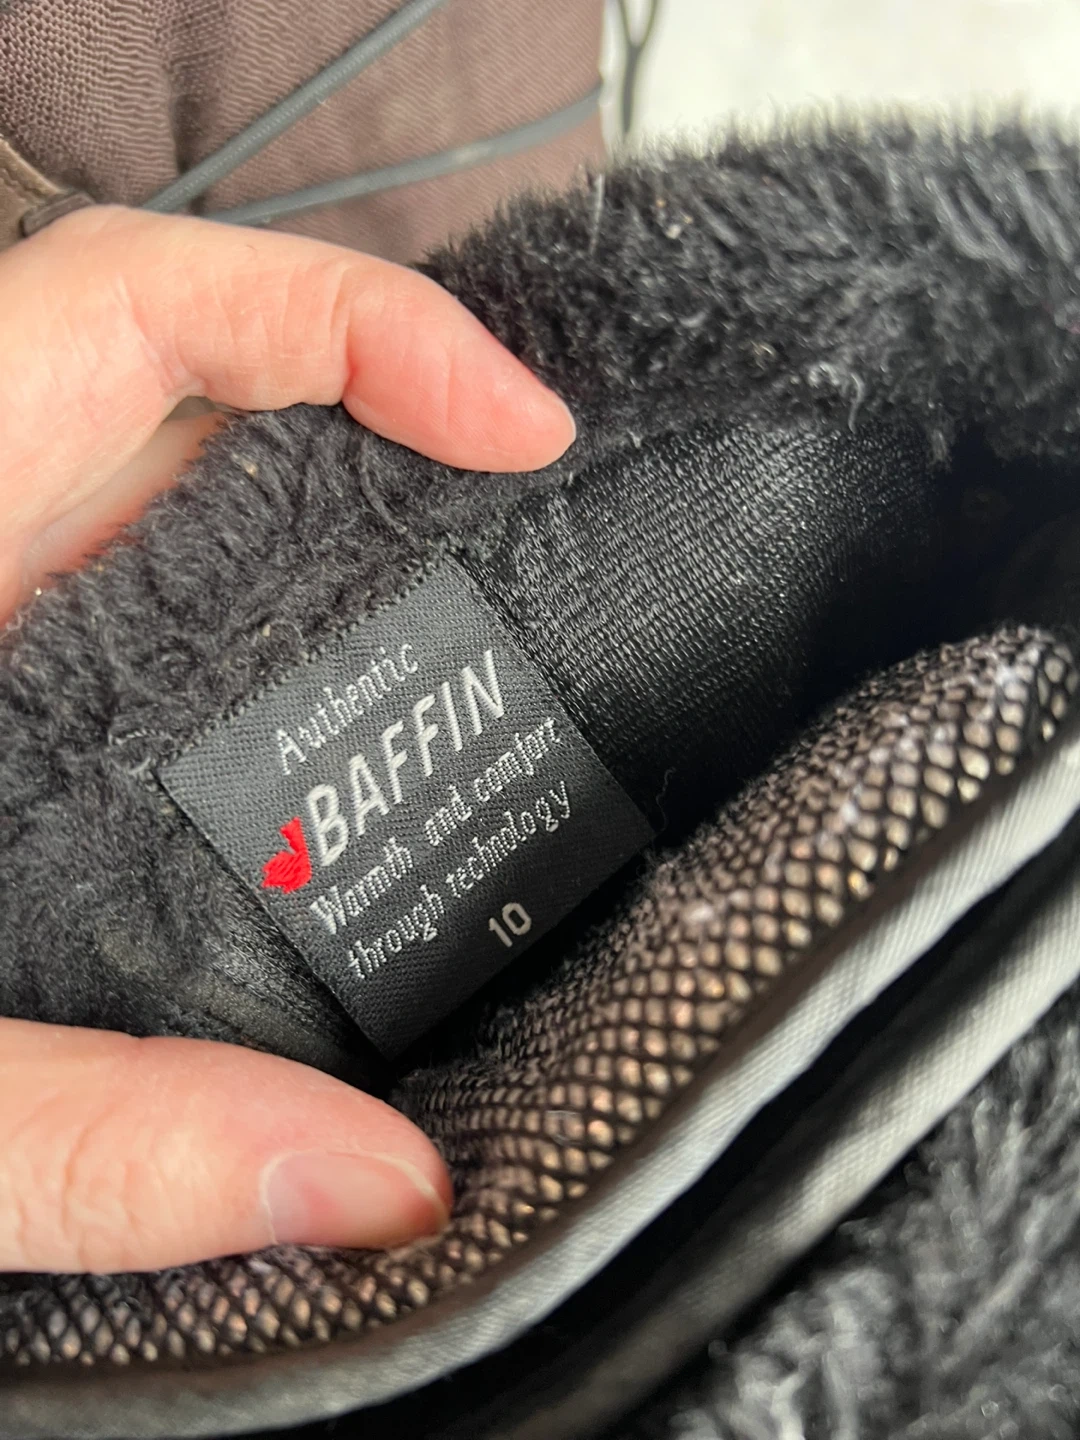 Authentic
BAFFIN
Warmth and comfort
through technology
10